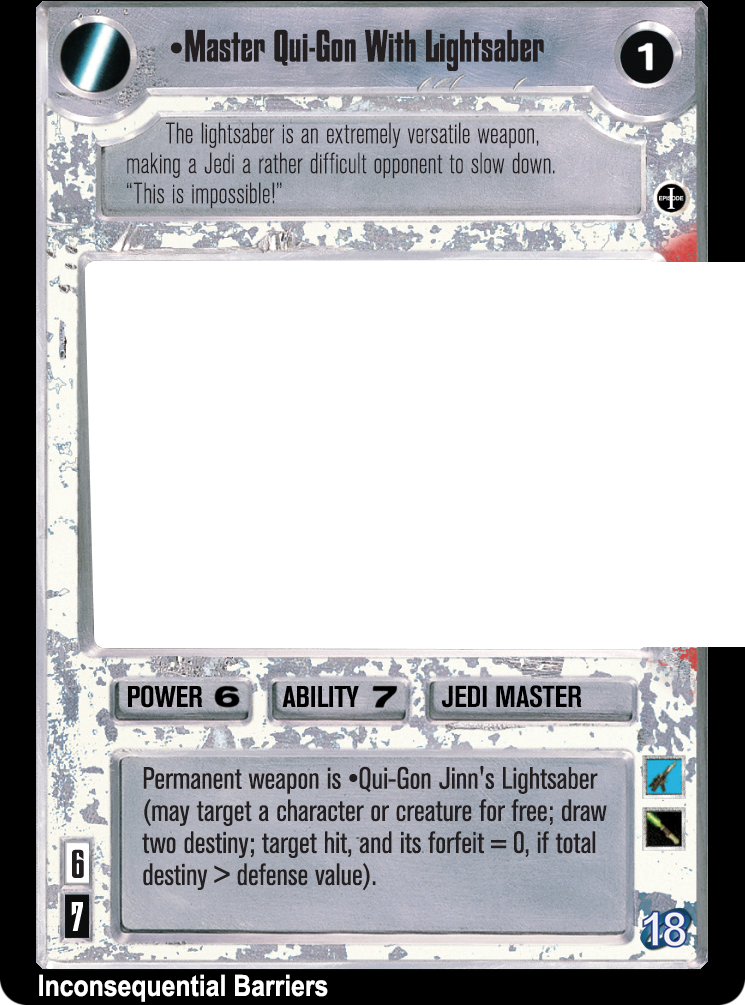 •Master Qui-Gon With Lightsaber
1
The lightsaber is an extremely versatile weapon,
making a Jedi a rather difficult opponent to slow down.
“This is impossible!”
EPISODE I
POWER 6 ABILITY 7 JEDI MASTER
Permanent weapon is •Qui-Gon Jinn's Lightsaber
(may target a character or creature for free; draw
two destiny; target hit, and its forfeit = 0, if total
destiny > defense value).
6
7
18
Inconsequential Barriers